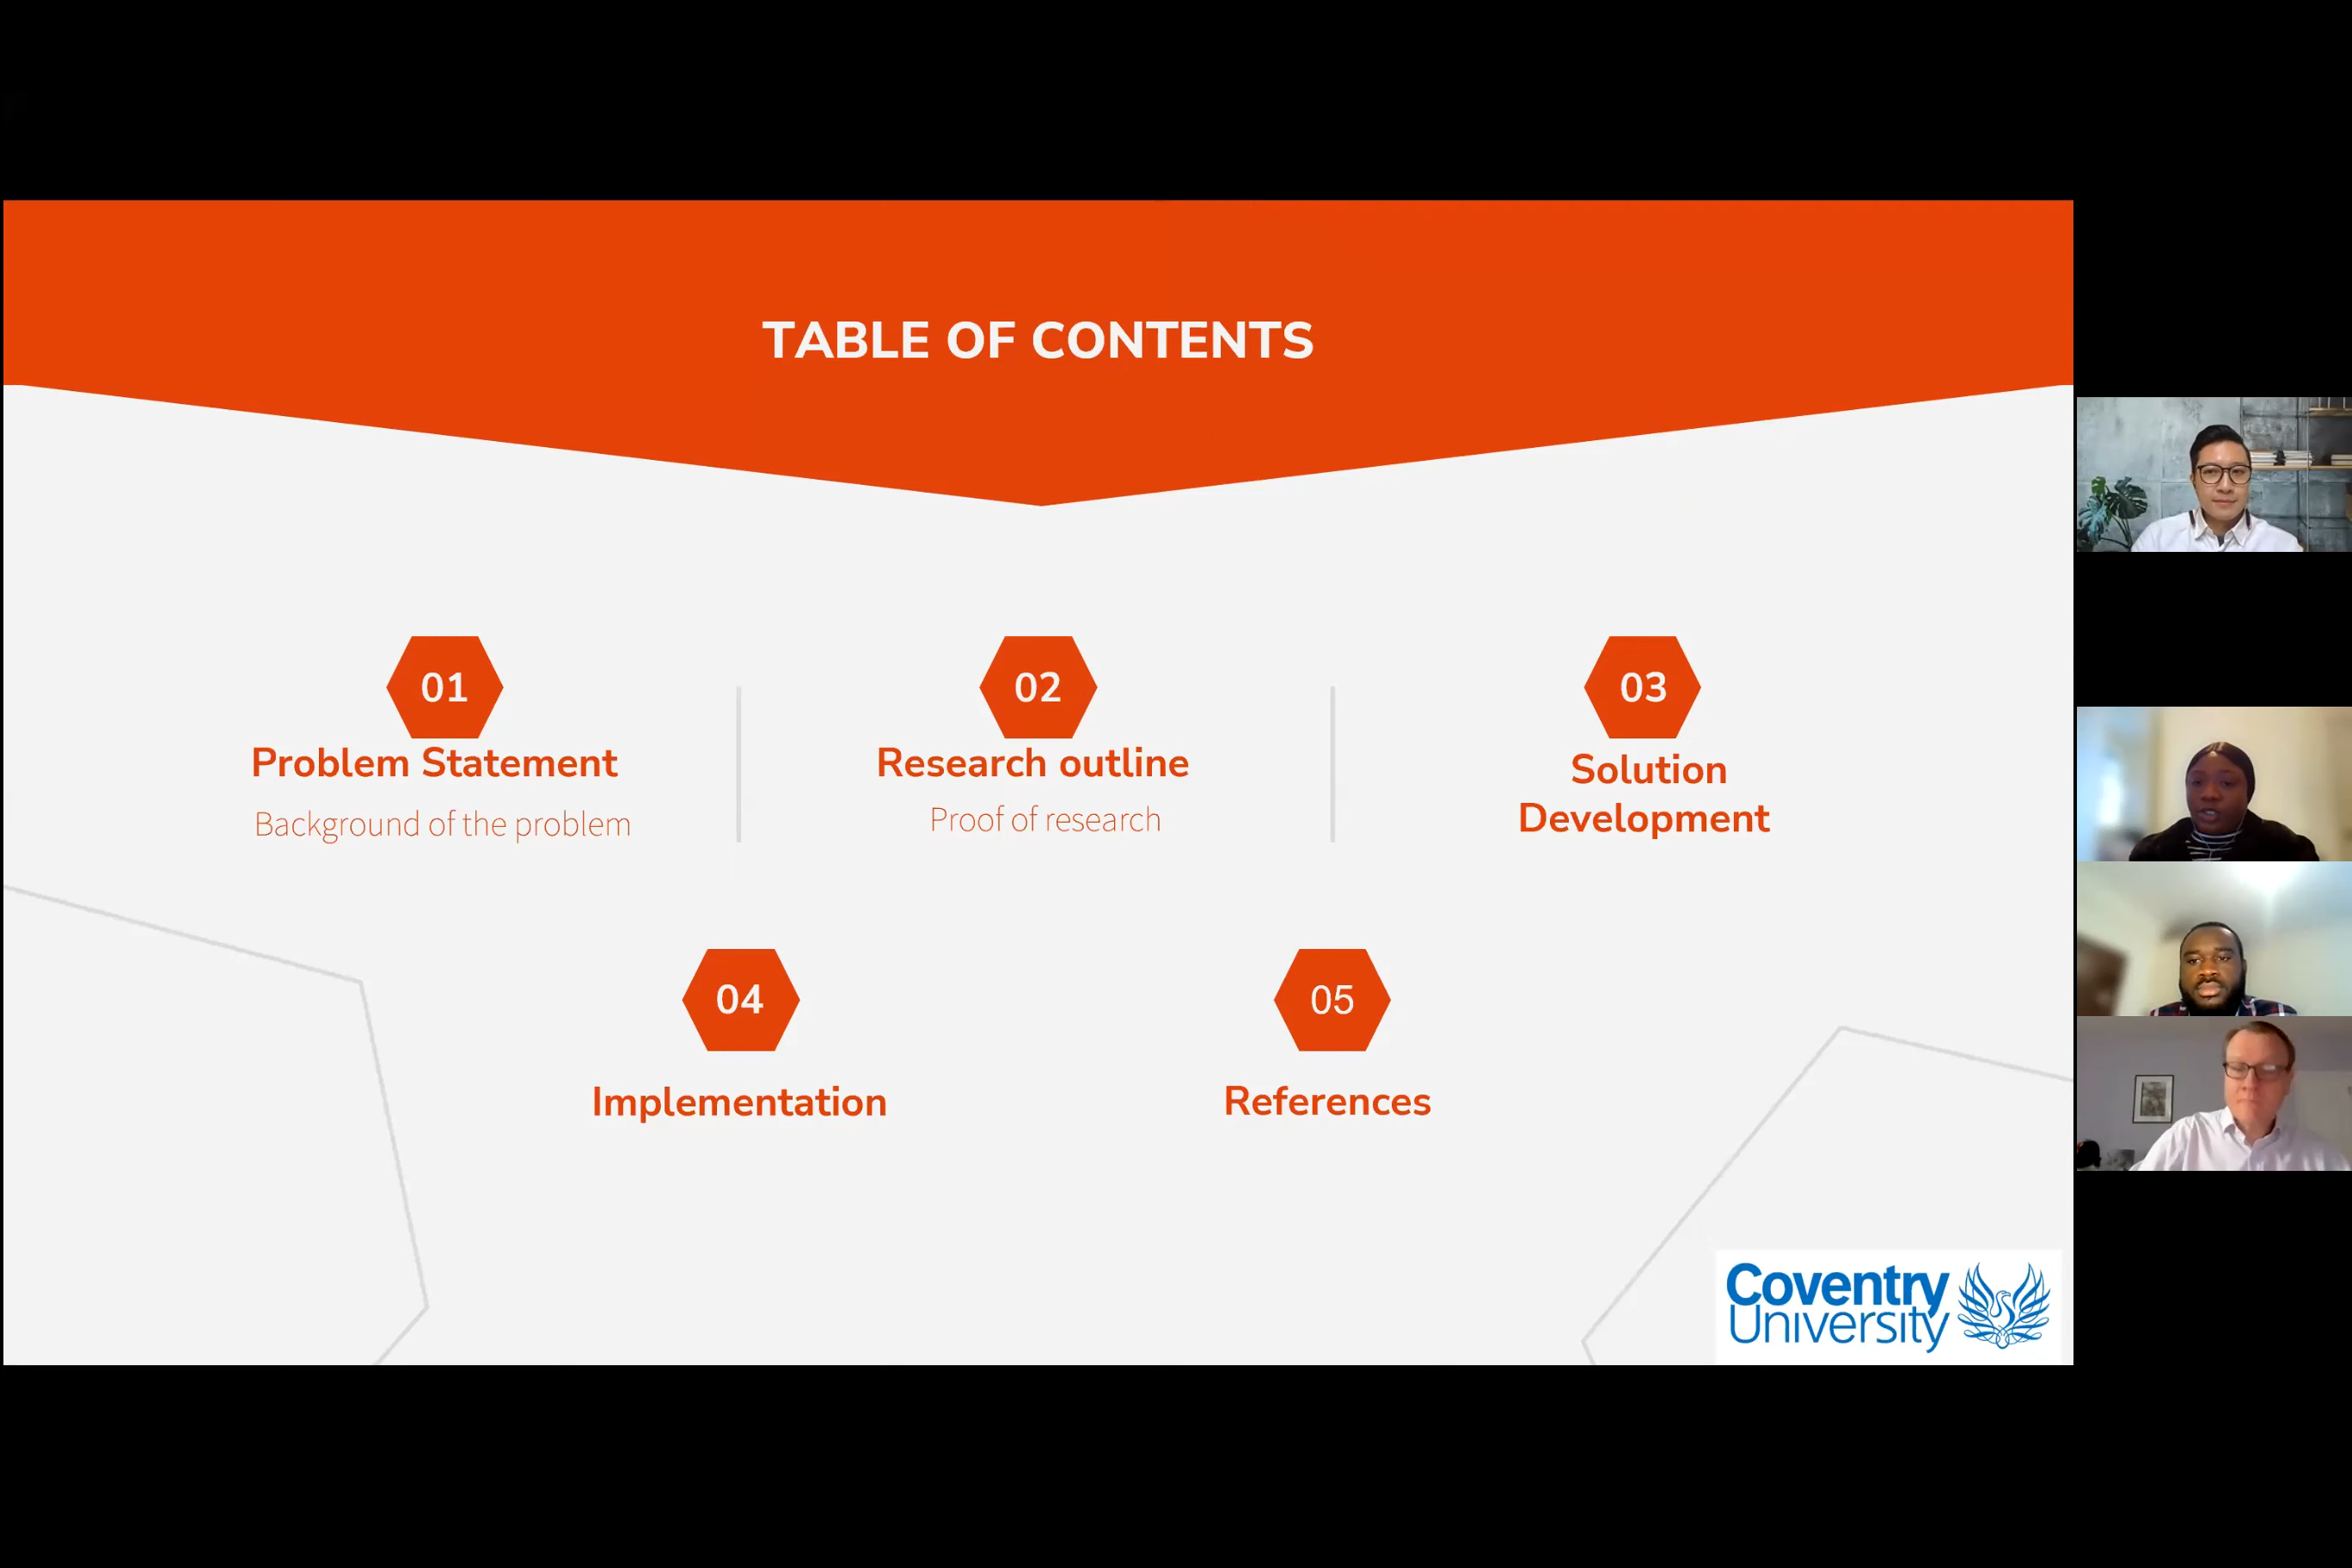 TABLE OF CONTENTS
01
Problem Statement
Background of the problem
02
Research outline
Proof of research
03
Solution
Development
04
Implementation
05
References
Coventry
University